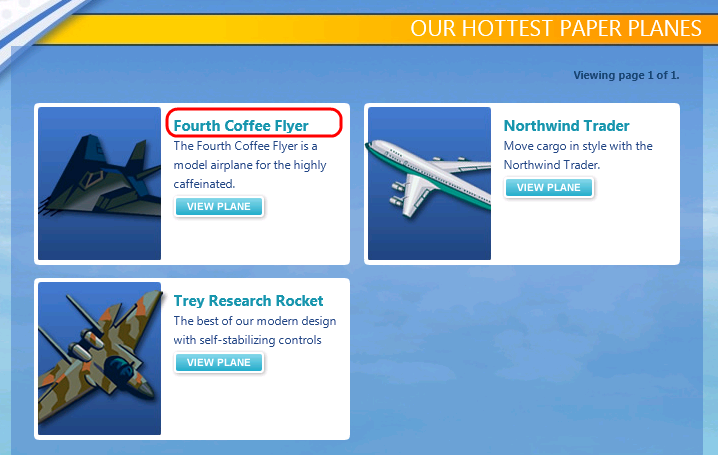 OUR HOTTEST PAPER PLANES
Viewing page 1 of 1.
Fourth Coffee Flyer
The Fourth Coffee Flyer is a
model airplane for the highly
caffeinated.
VIEW PLANE
Northwind Trader
Move cargo in style with the
Northwind Trader.
VIEW PLANE
Trey Research Rocket
The best of our modern design
with self-stabilizing controls
VIEW PLANE